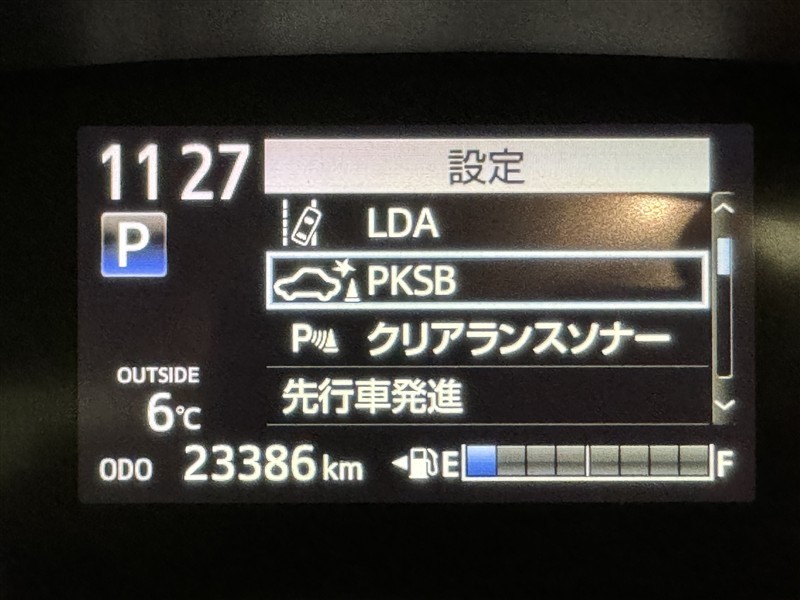 11 27
設定
LDA
P
PKSB
P クリアランスソナー
OUTSIDE
先行車発進
6℃
ODO 23386 km E F